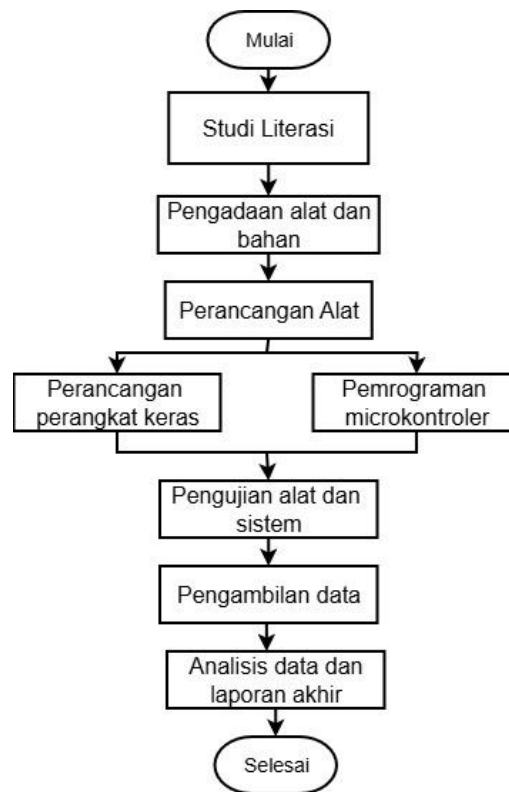 Mulai
Studi Literasi
Pengadaan alat dan
bahan
Perancangan Alat
Perancangan
perangkat keras
Pemrograman
microkontroler
Pengujian alat dan
sistem
Pengambilan data
Analisis data dan
laporan akhir
Selesai